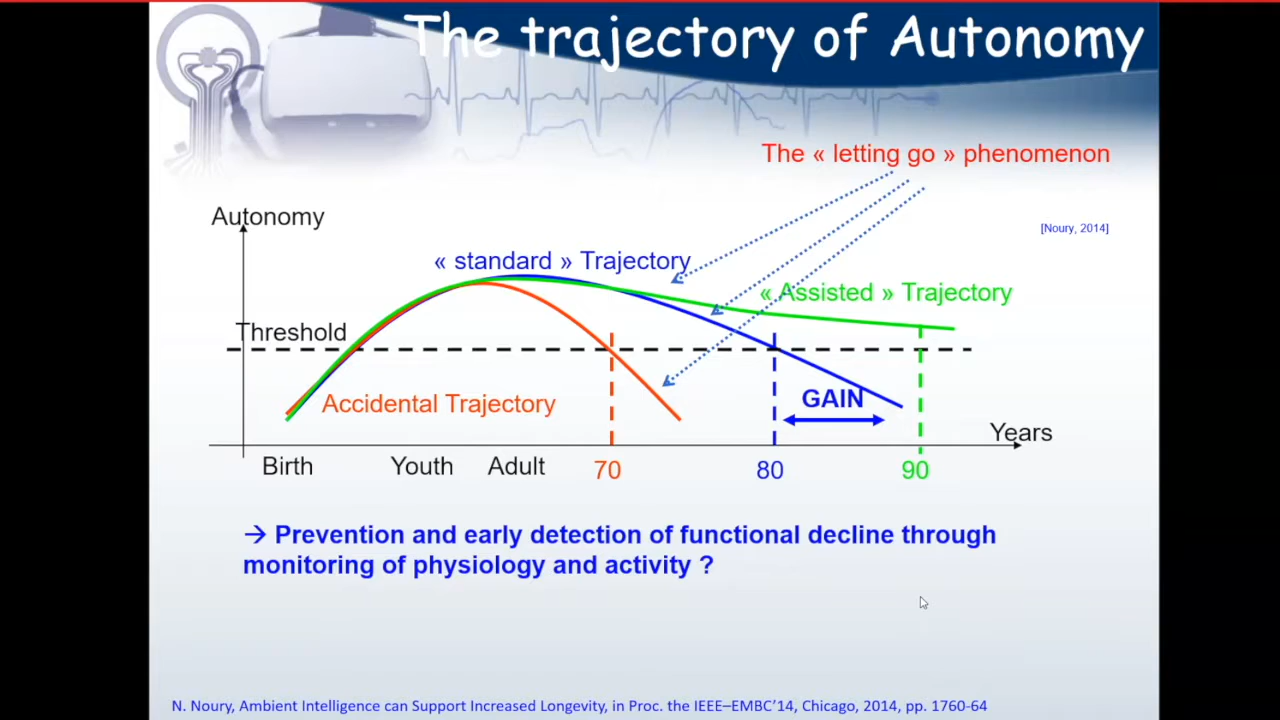 The trajectory of Autonomy
The « letting go » phenomenon
Autonomy
[Noury, 2014]
« standard » Trajectory
« Assisted » Trajectory
Threshold
GAIN
Accidental Trajectory
Years
Birth Youth Adult 70 80 90
→ Prevention and early detection of functional decline through
monitoring of physiology and activity ?
N. Noury, Ambient Intelligence can Support Increased Longevity, in Proc. the IEEE–EMBC’14, Chicago, 2014, pp. 1760-64